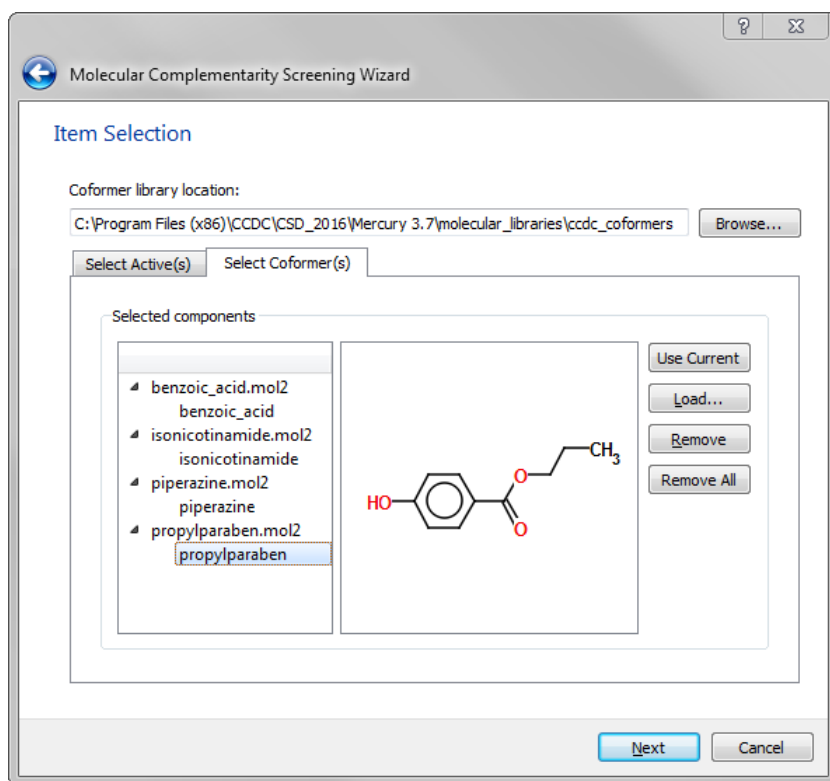 ?
Molecular Complementarity Screening Wizard
Item Selection
Coformer library location:
C:\Program Files (x86)\CCDC\CSD_2016\Mercury 3.7\molecular_libraries\ccdc_coformers
Browse...
Select Active(s)
Select Coformer(s)
Selected components
benzoic_acid.mol2
benzoic_acid
isonicotinamide.mol2
isonicotinamide
piperazine.mol2
piperazine
propylparaben.mol2
propylparaben
CH3
O
HO
O
Use Current
Load...
Remove
Remove All
Next
Cancel